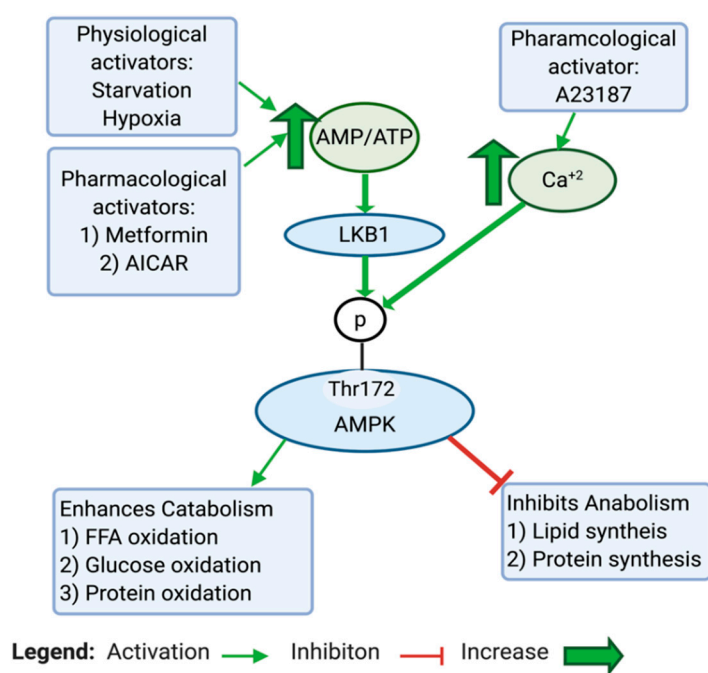 Physiological
activators:
Starvation
Hypoxia
Pharmacological
activators:
1) Metformin
2) AICAR
AMP/ATP
Pharamcological
activator:
A23187
Ca+2
LKB1
p
Thr172
AMPK
Enhances Catabolism
1) FFA oxidation
2) Glucose oxidation
3) Protein oxidation
Inhibits Anabolism
1) Lipid syntheis
2) Protein synthesis
Legend: Activation Inhibiton Increase